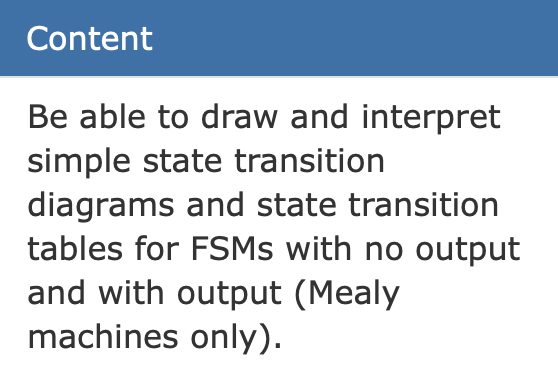 Content
Be able to draw and interpret
simple state transition
diagrams and state transition
tables for FSMs with no output
and with output (Mealy
machines only).